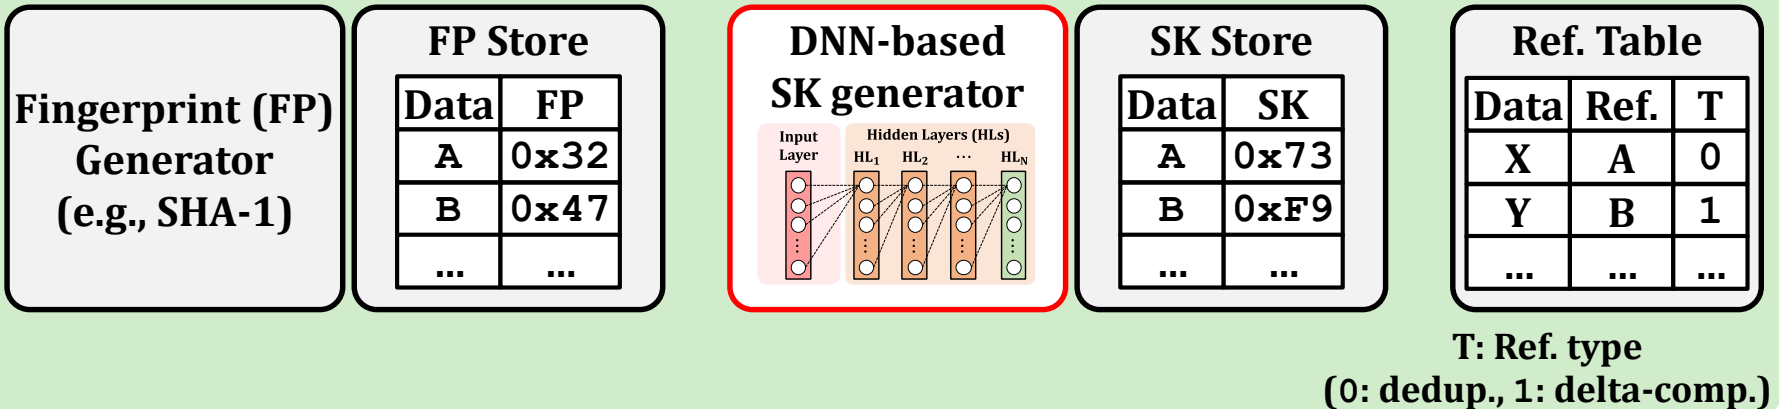 Fingerprint (FP)
Generator
(e.g., SHA-1)
FP Store
Data FP
A 0x32
B 0x47
... ...
DNN-based
SK generator
Input
Layer
Hidden Layers (HLs)
HL1 HL2 ... HLN
SK Store
Data SK
A 0x73
B 0xF9
... ...
Ref. Table
Data Ref. T
X A 0
Y B 1
... ... ...
T: Ref. type
(0: dedup., 1: delta-comp.)